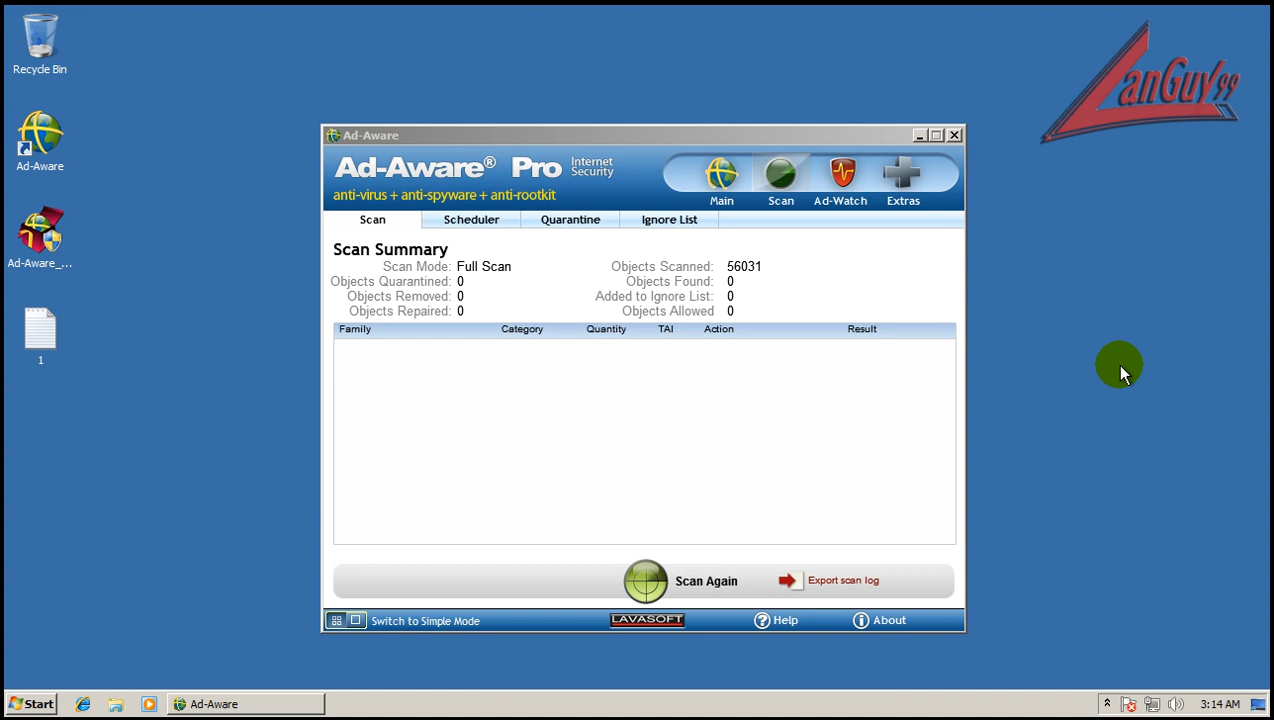 LanGuy99
Recycle Bin
Ad-Aware
Ad-Aware_...
1
Ad-Aware
Ad-Aware® Pro Internet Security
anti-virus + anti-spyware + anti-rootkit
Main Scan Ad-Watch Extras
Scan Scheduler Quarantine Ignore List
Scan Summary
Scan Mode: Full Scan Objects Scanned: 56031
Objects Quarantined: 0 Objects Found: 0
Objects Removed: 0 Added to Ignore List: 0
Objects Repaired: 0 Objects Allowed 0
Family Category Quantity TAI Action Result
Scan Again Export scan log
Switch to Simple Mode LAVASOFT Help About
Start Ad-Aware 3:14 AM